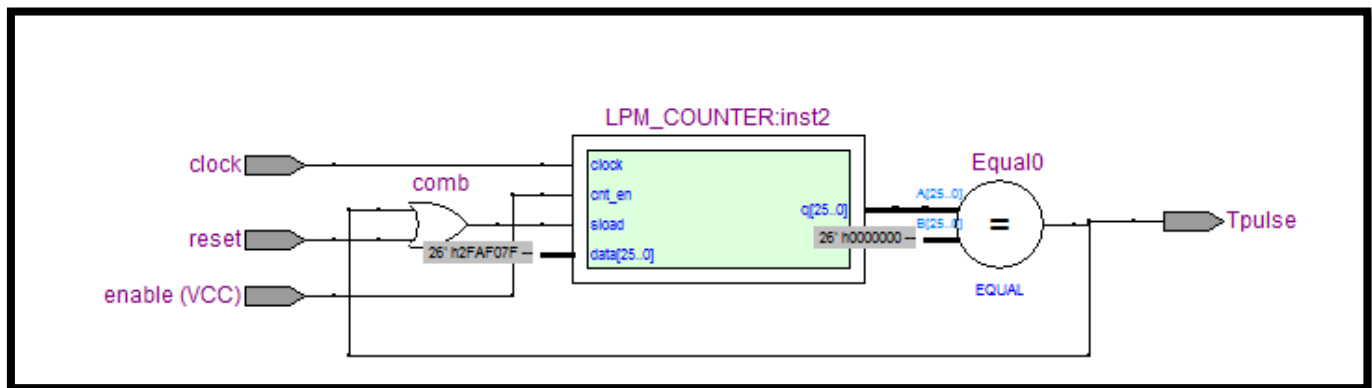 LPM_COUNTER:inst2
clock
clock
comb
cnt_en
Equal0
A[25..0]
q[25..0]
B[25..0]
Tpulse
sload
reset
26' h0000000 --
=
26' h2FAF07F --
data[25..0]
enable (VCC)
EQUAL